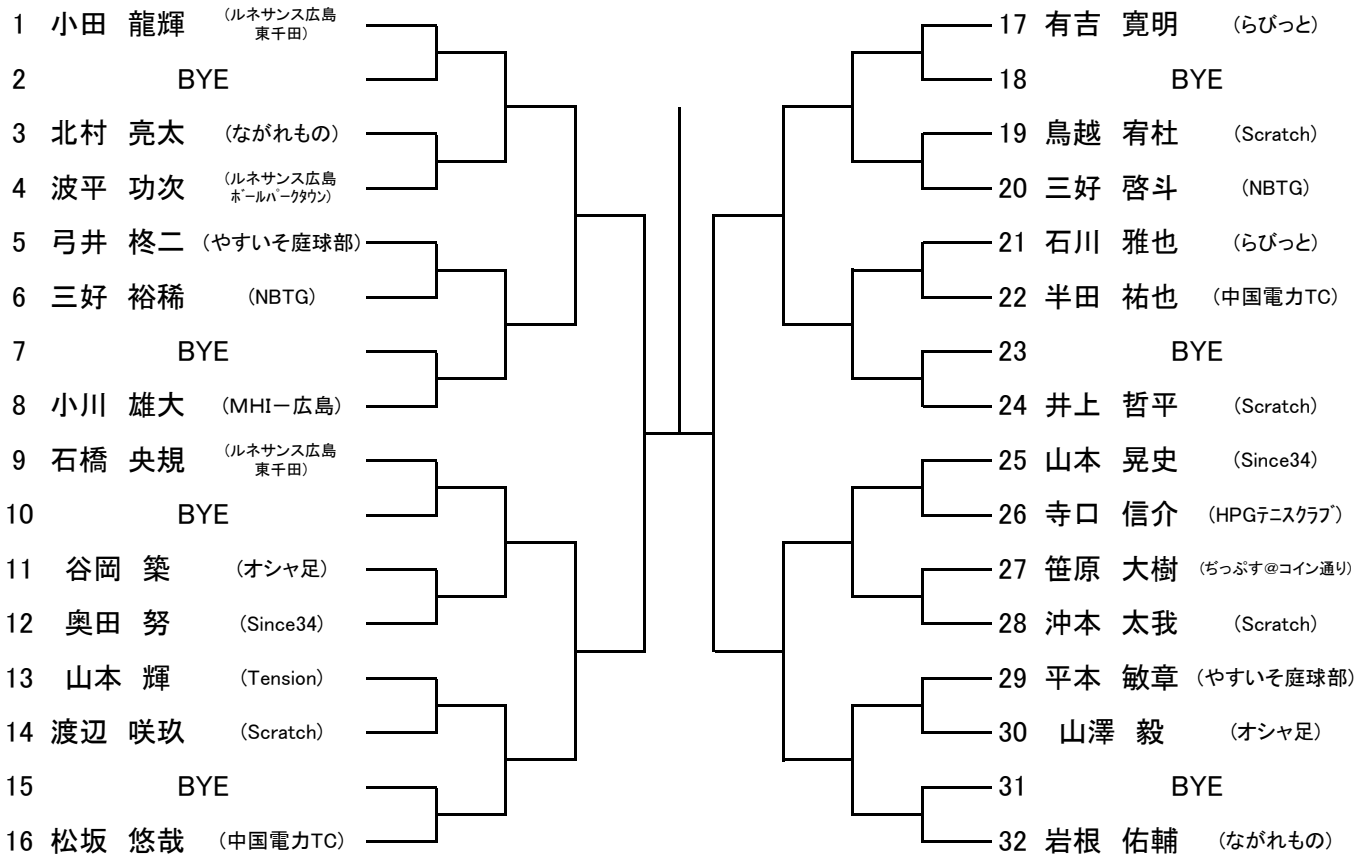 1 小田 龍輝 (ルネサンス広島
東千田)
2 BYE
3 北村 亮太 (ながれもの)
4 波平 功次 (ルネサンス広島
ボールパークタウン)
5 弓井 柊二 (やすいそ庭球部)
6 三好 裕稀 (NBTG)
7 BYE
8 小川 雄大 (MHI－広島)
9 石橋 央規 (ルネサンス広島
東千田)
10 BYE
11 谷岡 築 (オシャ足)
12 奥田 努 (Since34)
13 山本 輝 (Tension)
14 渡辺 咲玖 (Scratch)
15 BYE
16 松坂 悠哉 (中国電力TC)
17 有吉 寛明 (らびっと)
18 BYE
19 鳥越 宥杜 (Scratch)
20 三好 啓斗 (NBTG)
21 石川 雅也 (らびっと)
22 半田 祐也 (中国電力TC)
23 BYE
24 井上 哲平 (Scratch)
25 山本 晃史 (Since34)
26 寺口 信介 (HPGテニスクラブ)
27 笹原 大樹 (ぢっぷす@コイン通り)
28 沖本 太我 (Scratch)
29 平本 敏章 (やすいそ庭球部)
30 山澤 毅 (オシャ足)
31 BYE
32 岩根 佑輔 (ながれもの)